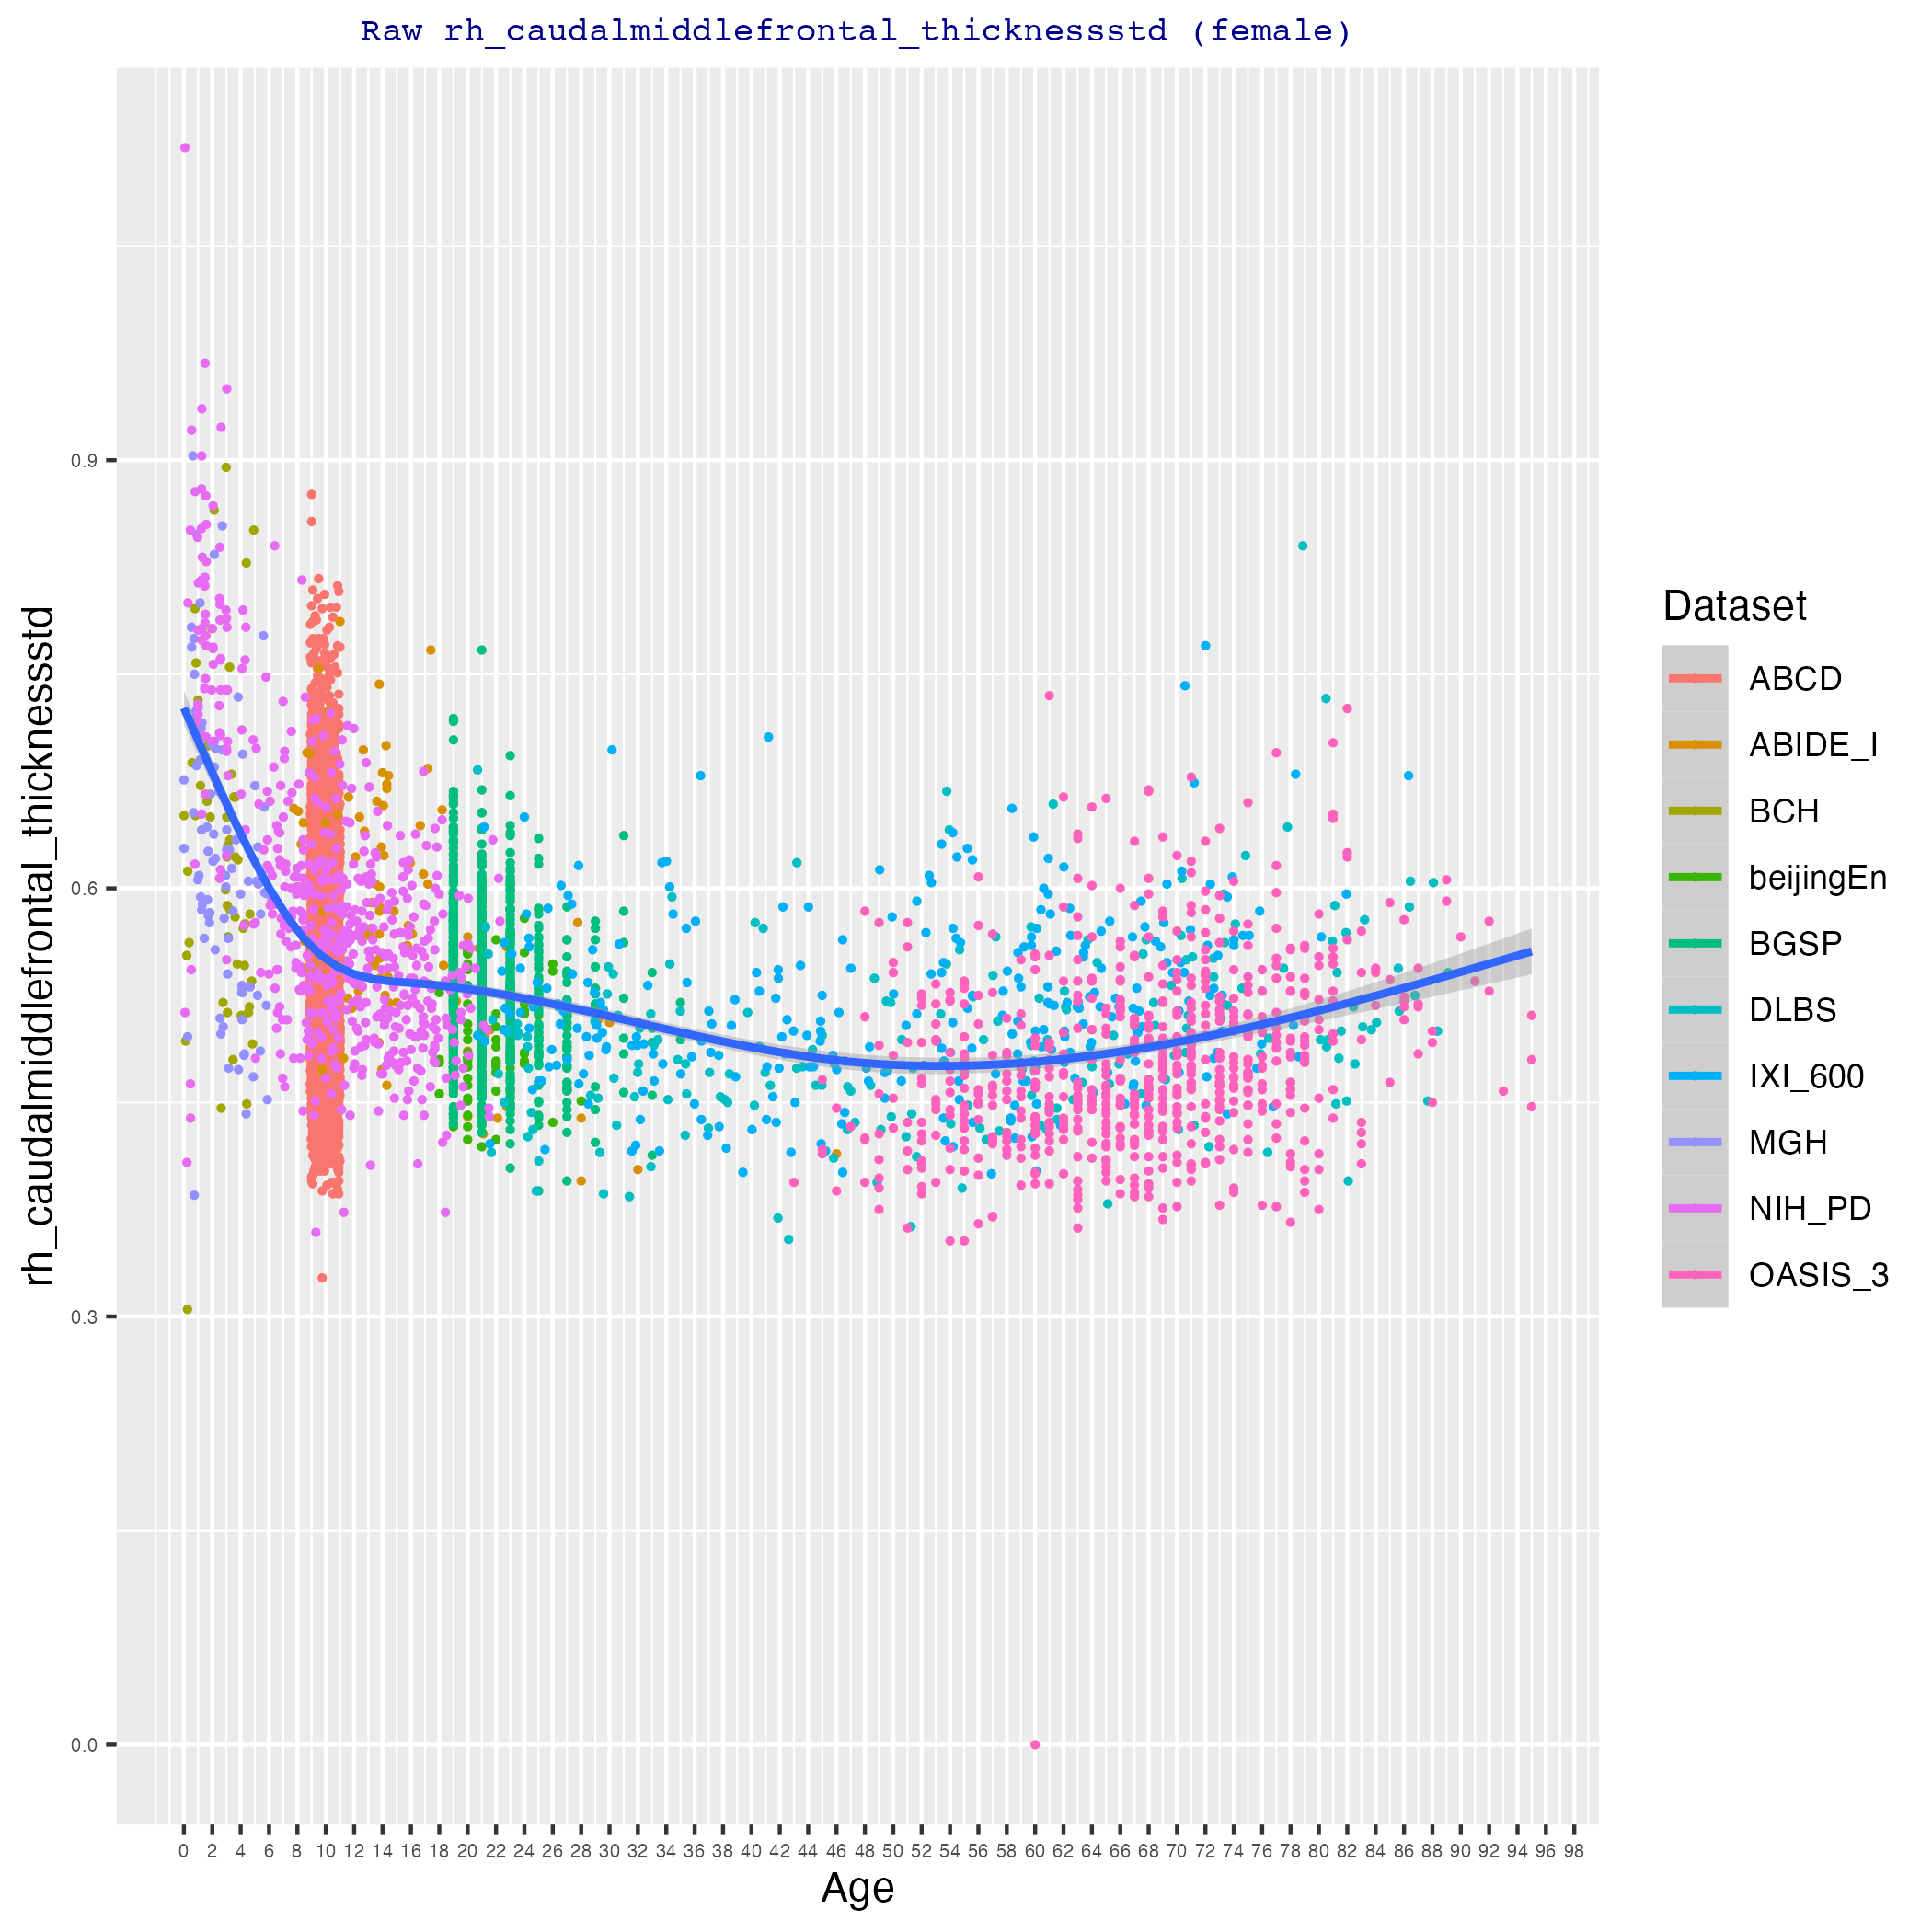 Raw rh_caudalmiddlefrontal_thicknessstd (female)
rh_caudalmiddlefrontal_thicknessstd
0.9
0.6
0.3
0.0
0 2 4 6 8 10 12 14 16 18 20 22 24 26 28 30 32 34 36 38 40 42 44 46 48 50 52 54 56 58 60 62 64 66 68 70 72 74 76 78 80 82 84 86 88 90 92 94 96 98
Age
Dataset
ABCD
ABIDE_I
BCH
beijingEn
BGSP
DLBS
IXI_600
MGH
NIH_PD
OASIS_3